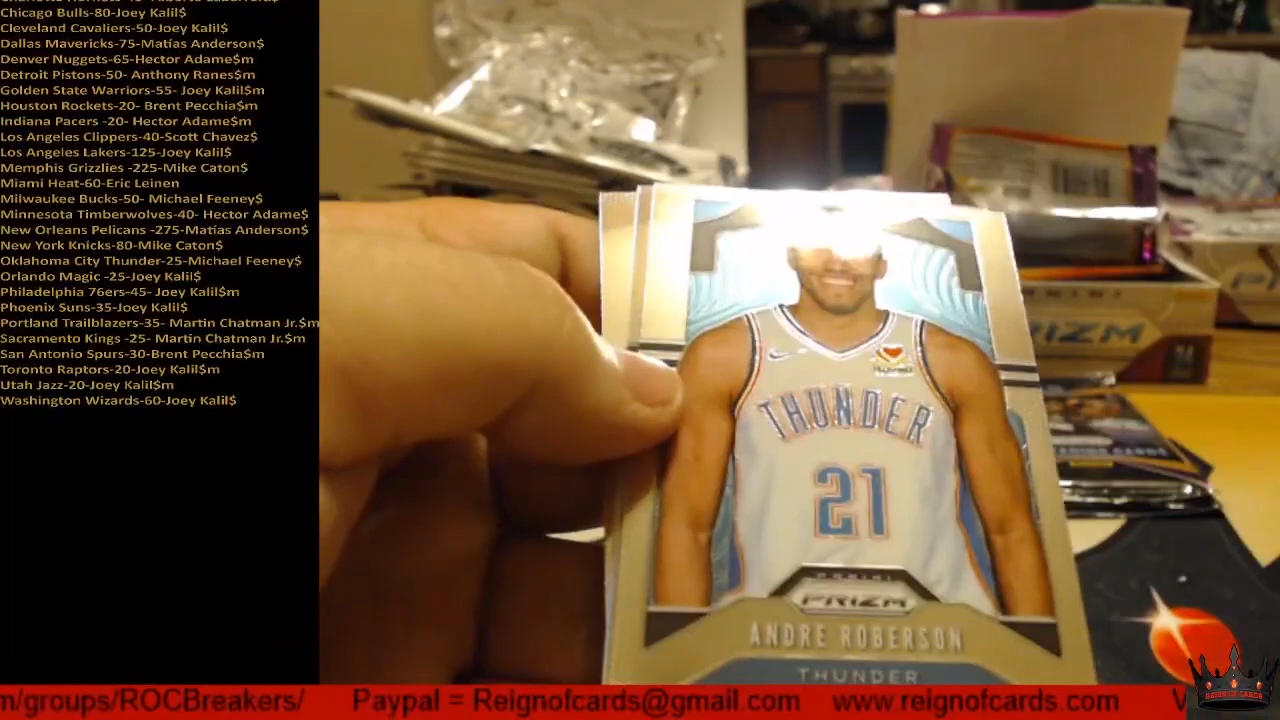 Chicago Bulls-80-Joey Kalil$
Cleveland Cavaliers-50-Joey Kalil$
Dallas Mavericks-75-Matías Anderson$
Denver Nuggets-65-Hector Adame$m
Detroit Pistons-50- Anthony Ranes$m
Golden State Warriors-55- Joey Kalil$m
Houston Rockets-20- Brent Pecchia$m
Indiana Pacers -20- Hector Adame$m
Los Angeles Clippers-40-Scott Chavez$
Los Angeles Lakers-125-Joey Kalil$
Memphis Grizzlies -225-Mike Caton$
Miami Heat-60-Eric Leinen
Milwaukee Bucks-50- Michael Feeney$
Minnesota Timberwolves-40- Hector Adame$
New Orleans Pelicans -275-Matías Anderson$
New York Knicks-80-Mike Caton$
Oklahoma City Thunder-25-Michael Feeney$
Orlando Magic -25-Joey Kalil$
Philadelphia 76ers-45- Joey Kalil$m
Phoenix Suns-35-Joey Kalil$
Portland Trailblazers-35- Martin Chatman Jr.$m
Sacramento Kings -25- Martin Chatman Jr.$m
San Antonio Spurs-30-Brent Pecchia$m
Toronto Raptors-20-Joey Kalil$m
Utah Jazz-20-Joey Kalil$m
Washington Wizards-60-Joey Kalil$
PRIZM
THUNDER
21
PANINI
PRIZM
ANDRE ROBERSON
THUNDER
m/groups/ROCBreakers/ Paypal = Reignofcards@gmail.com www.reignofcards.com
REIGN OF CARDS